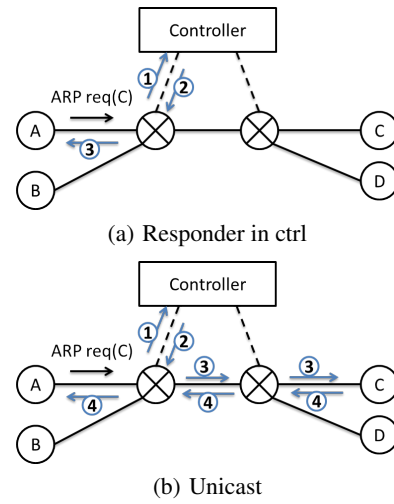 Controller
1 2
ARP req(C)
A C
3
B D
(a) Responder in ctrl
Controller
1 2
ARP req(C)
3 3
A C
4 4 4
B D
(b) Unicast